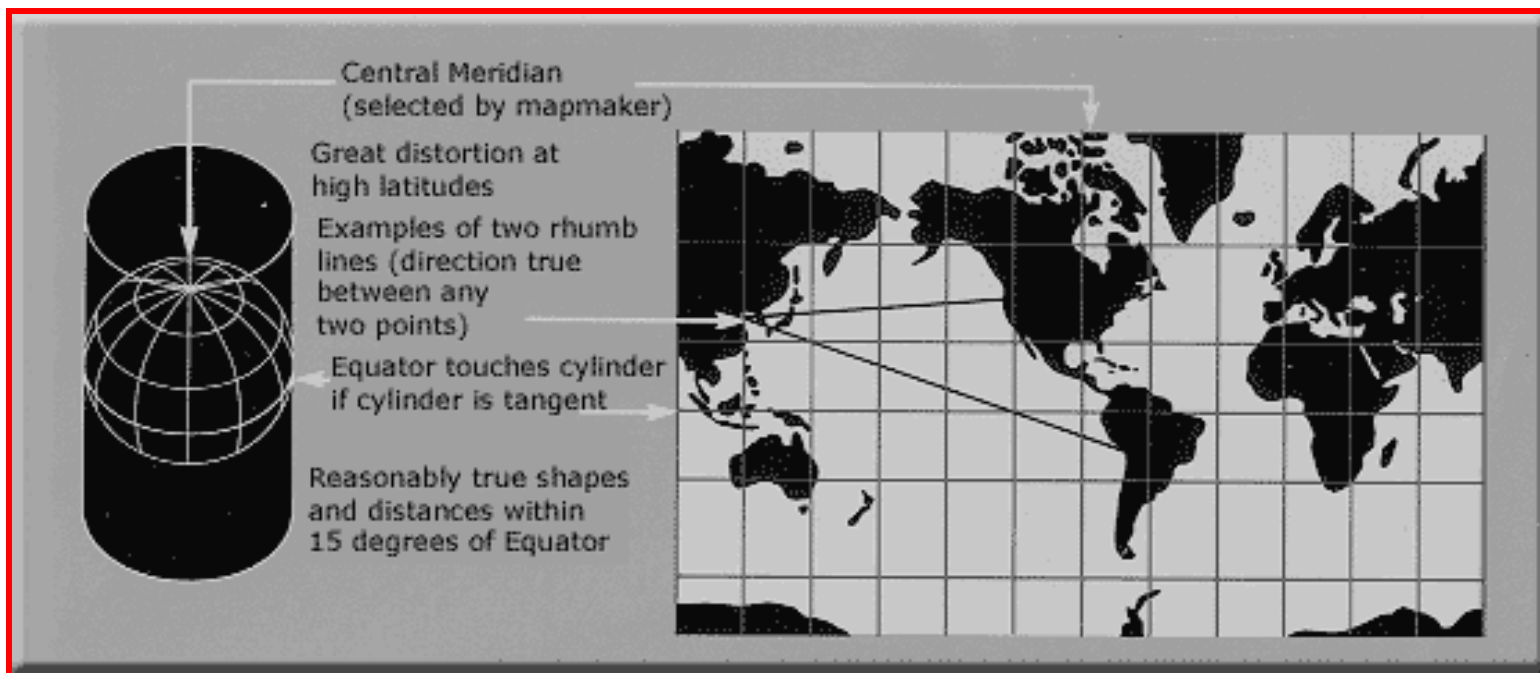 Central Meridian
(selected by mapmaker)
Great distortion at
high latitudes
Examples of two rhumb
lines (direction true
between any
two points)
Equator touches cylinder
if cylinder is tangent
Reasonably true shapes
and distances within
15 degrees of Equator